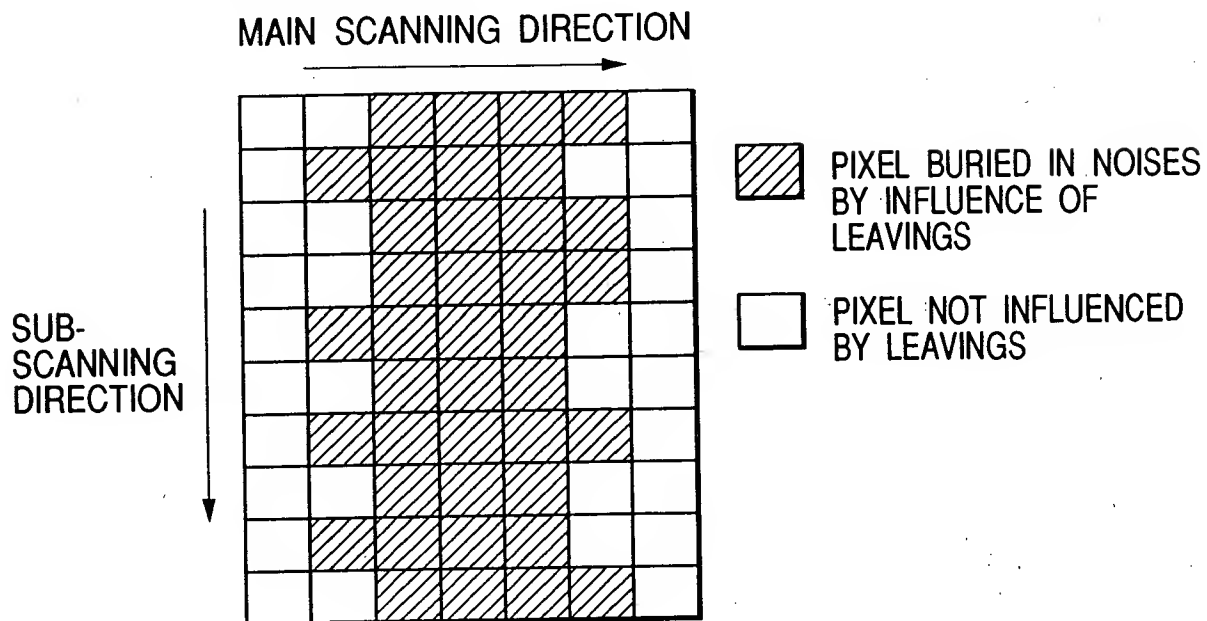 MAIN SCANNING DIRECTION
PIXEL BURIED IN NOISES
BY INFLUENCE OF
LEAVINGS
PIXEL NOT INFLUENCED
BY LEAVINGS
SUB-
SCANNING
DIRECTION